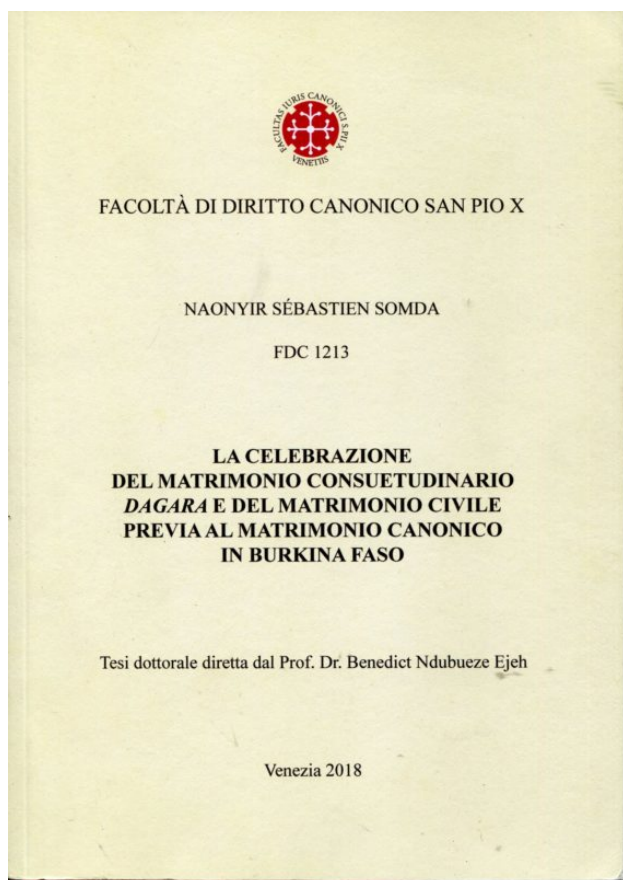 FACULTAS IURIS CANONICI S. PII X
VENETIIS
FACOLTÀ DI DIRITTO CANONICO SAN PIO X
NAONYIR SÉBASTIEN SOMDA
FDC 1213
LA CELEBRAZIONE
DEL MATRIMONIO CONSUETUDINARIO
DAGARA E DEL MATRIMONIO CIVILE
PREVIA AL MATRIMONIO CANONICO
IN BURKINA FASO
Tesi dottorale diretta dal Prof. Dr. Benedict Ndubueze Ejeh
Venezia 2018